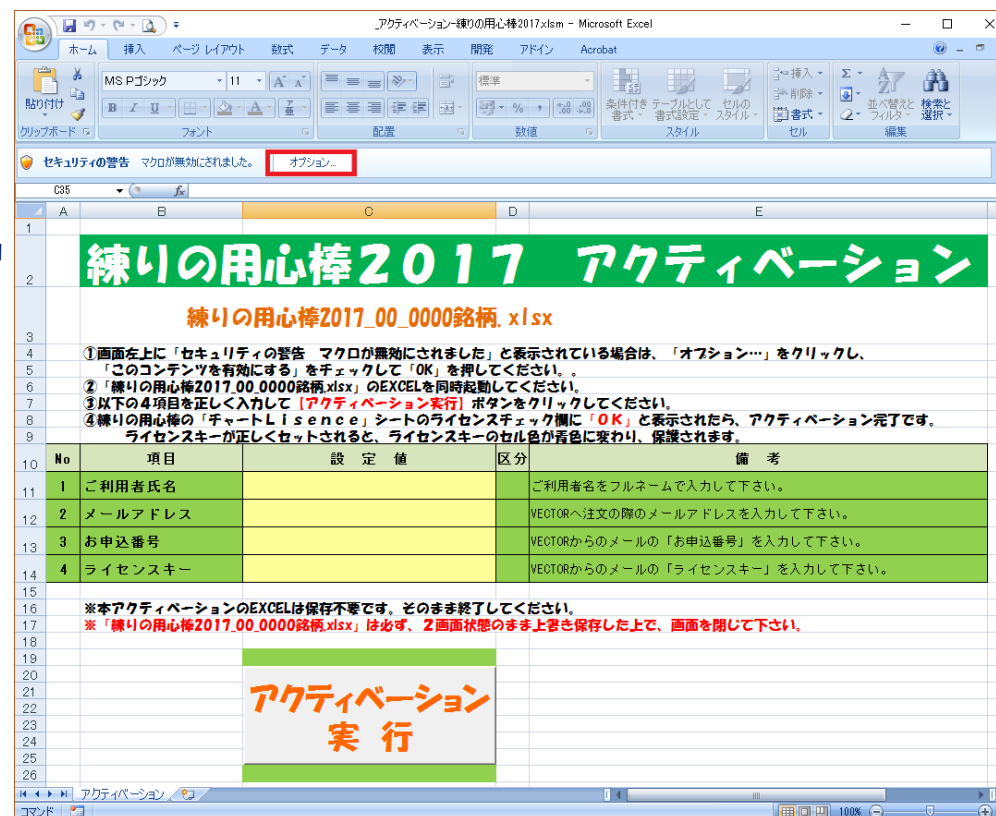 _アクティベーション-練りの用心棒2017.xlsm - Microsoft Excel
ホーム 挿入 ページ レイアウト 数式 データ 校閲 表示 開発 アドイン Acrobat
MS Pゴシック 11 標準
貼り付け
B I U
条件付き書式 テーブルとして書式設定 セルのスタイル
挿入 削除 書式
並べ替えとフィルタ 検索と選択
クリップボード フォント 配置 数値 スタイル セル 編集
セキュリティの警告 マクロが無効にされました。 オプション...
C35 fx
A B C D E
1
2 練りの用心棒2017 アクティベーション
3 練りの用心棒2017_00_0000銘柄.xlsx
4 ①画面左上に「セキュリティの警告 マクロが無効にされました」と表示されている場合は、「オプション…」をクリックし、
5 「このコンテンツを有効にする」をチェックして「OK」を押してください。。
6 ②「練りの用心棒2017_00_0000銘柄.xlsx」のEXCELを同時起動してください。
7 ③以下の4項目を正しく入力して【アクティベーション実行】ボタンをクリックしてください。
8 ④練りの用心棒の「チャートLisence」シートのライセンスチェック欄に「OK」と表示されたら、アクティベーション完了です。
9 ライセンスキーが正しくセットされると、ライセンスキーのセル色が青色に変わり、保護されます。
10 No 項目 設 定 値 区分 備 考
11 1 ご利用者氏名 ご利用者名をフルネームで入力して下さい。
12 2 メールアドレス VECTORへ注文の際のメールアドレスを入力して下さい。
13 3 お申込番号 VECTORからのメールの「お申込番号」を入力して下さい。
14 4 ライセンスキー VECTORからのメールの「ライセンスキー」を入力して下さい。
15
16 ※本アクティベーションのEXCELは保存不要です。そのまま終了してください。
17 ※「練りの用心棒2017_00_0000銘柄.xlsx」は必ず、2画面状態のまま上書き保存した上で、画面を閉じて下さい。
18
19
20
21 アクティベーション
22
23 実 行
24
25
26
アクティベーション
コマンド 100%